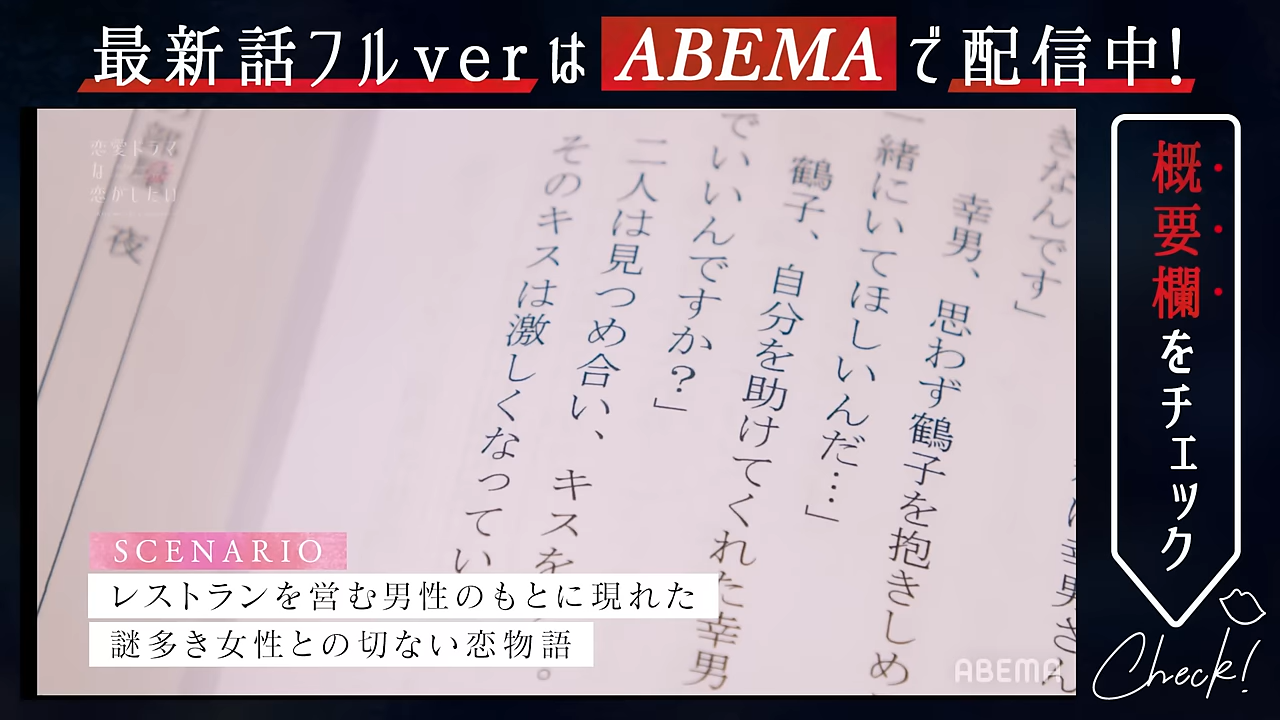 最新話フルverはABEMAで配信中!
概要欄をチェック
Check!
恋愛ドラマ
な
恋がしたい
きなんです」
幸男、思わず鶴子を抱きしめ
一緒にいてほしいんだ…」
鶴子、自分を助けてくれた幸男
でいいんですか?」
二人は見つめ合い、キスを
そのキスは激しくなってい
夜
SCENARIO
レストランを営む男性のもとに現れた
謎多き女性との切ない恋物語
ABEMA